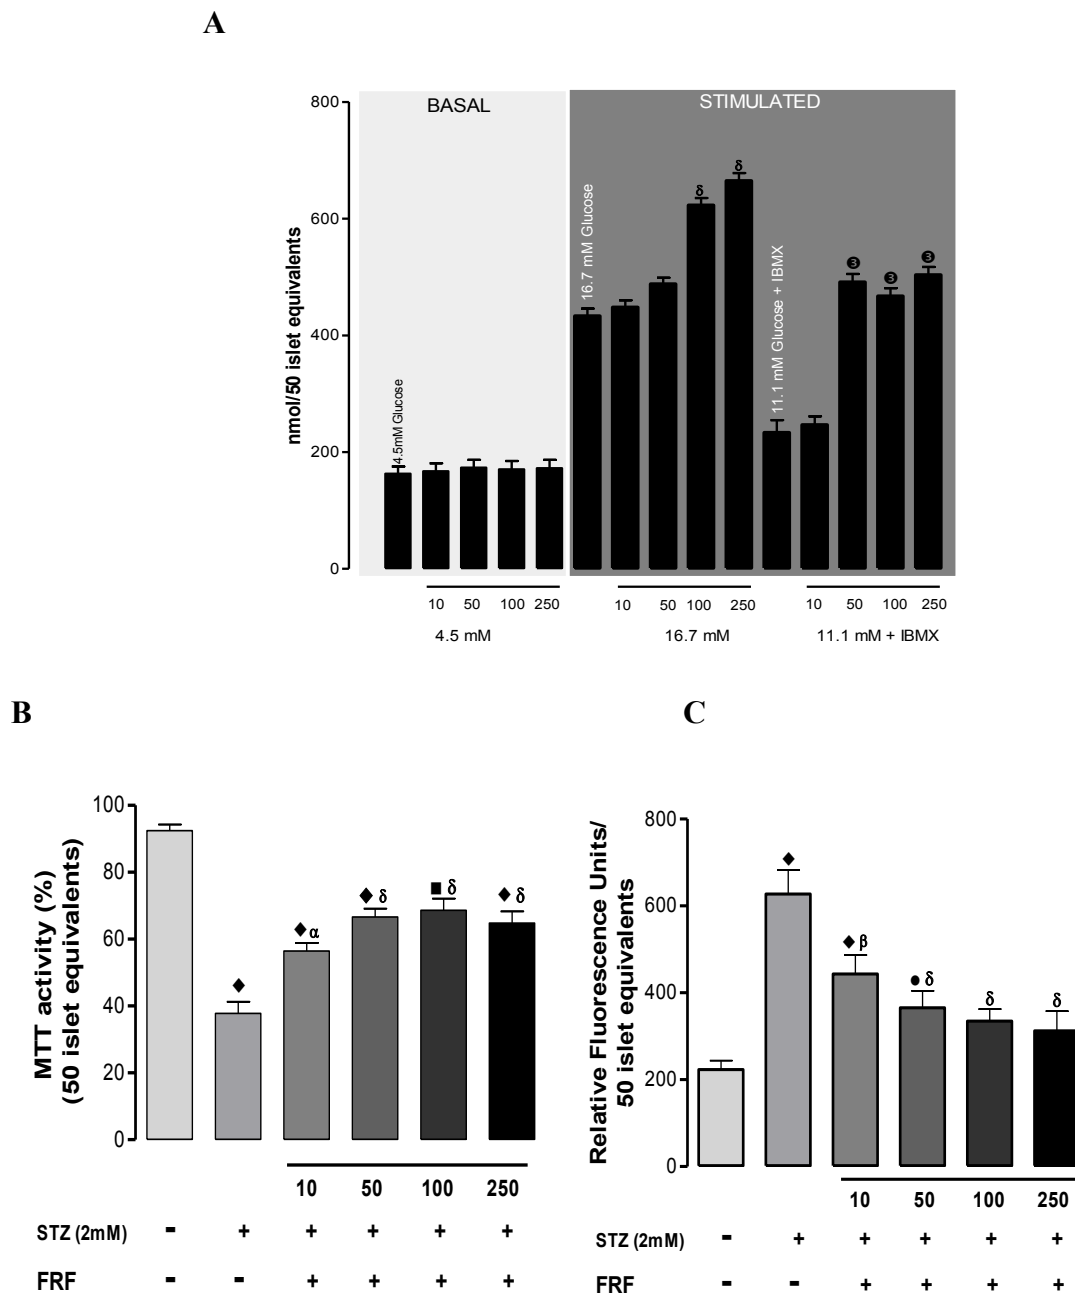 A
BASAL
STIMULATED
800
600
400
200
0
nmol/50 islet equivalents
4.5mM Glucose
16.7 mM Glucose
11.1 mM Glucose + IBMX
δ
δ
❸
❸
❸
10 50 100 250 10 50 100 250 10 50 100 250
4.5 mM 16.7 mM 11.1 mM + IBMX
B
MTT activity (%)
(50 islet equivalents)
100
80
60
40
20
0
◆
◆ α
◆ δ
■ δ
◆ δ
10 50 100 250
STZ (2mM) - + + + + +
FRF - - + + + +
C
Relative Fluorescence Units/
50 islet equivalents
800
600
400
200
0
◆
◆ β
● δ
δ
δ
10 50 100 250
STZ (2mM) - + + + + +
FRF - - + + + +